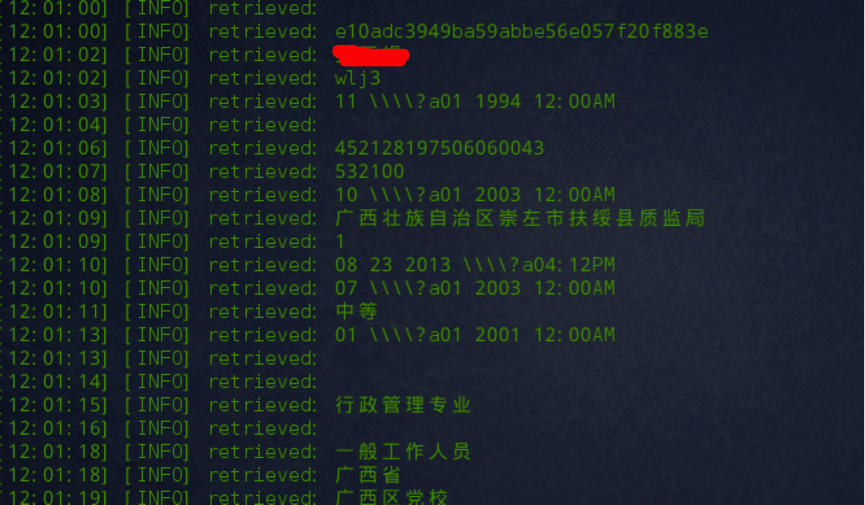 [12:01:00] [INFO] retrieved:
[12:01:00] [INFO] retrieved: e10adc3949ba59abbe56e057f20f883e
[12:01:02] [INFO] retrieved:
[12:01:02] [INFO] retrieved: wlj3
[12:01:03] [INFO] retrieved: 11 \\\\?a01 1994 12:00AM
[12:01:04] [INFO] retrieved:
[12:01:06] [INFO] retrieved: 452128197506060043
[12:01:07] [INFO] retrieved: 532100
[12:01:08] [INFO] retrieved: 10 \\\\?a01 2003 12:00AM
[12:01:09] [INFO] retrieved: 广西壮族自治区崇左市扶绥县质监局
[12:01:09] [INFO] retrieved: 1
[12:01:10] [INFO] retrieved: 08 23 2013 \\\\?a04:12PM
[12:01:10] [INFO] retrieved: 07 \\\\?a01 2003 12:00AM
[12:01:11] [INFO] retrieved: 中等
[12:01:13] [INFO] retrieved: 01 \\\\?a01 2001 12:00AM
[12:01:13] [INFO] retrieved:
[12:01:14] [INFO] retrieved:
[12:01:15] [INFO] retrieved: 行政管理专业
[12:01:16] [INFO] retrieved:
[12:01:18] [INFO] retrieved: 一般工作人员
[12:01:18] [INFO] retrieved: 广西省
[12:01:19] [INFO] retrieved: 广西区党校